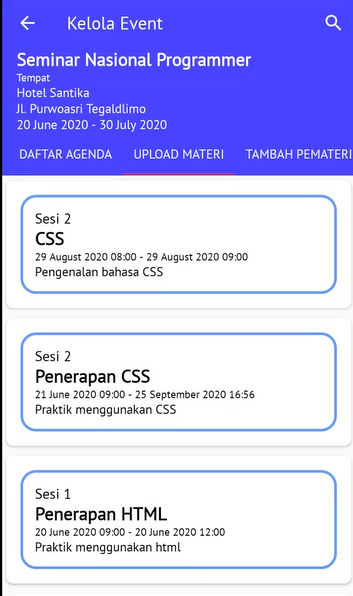 Kelola Event
Seminar Nasional Programmer
Tempat
Hotel Santika
Jl. Purwoasri Tegaldlimo
20 June 2020 - 30 July 2020
DAFTAR AGENDA UPLOAD MATERI TAMBAH PEMATERI
Sesi 2
CSS
29 August 2020 08:00 - 29 August 2020 09:00
Pengenalan bahasa CSS
Sesi 2
Penerapan CSS
21 June 2020 09:00 - 25 September 2020 16:56
Praktik menggunakan CSS
Sesi 1
Penerapan HTML
20 June 2020 09:00 - 20 June 2020 12:00
Praktik menggunakan html